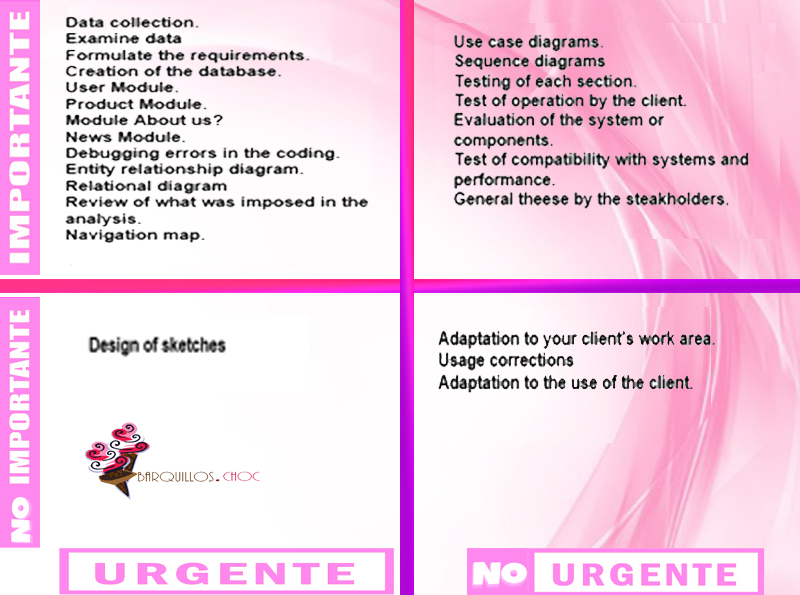 IMPORTANTE
Data collection.
Examine data
Formulate the requirements.
Creation of the database.
User Module.
Product Module.
Module About us?
News Module.
Debugging errors in the coding.
Entity relationship diagram.
Relational diagram
Review of what was imposed in the
analysis.
Navigation map.
Use case diagrams.
Sequence diagrams
Testing of each section.
Test of operation by the client.
Evaluation of the system or
components.
Test of compatibility with systems and
performance.
General theese by the steakholders.
NO IMPORTANTE
Design of sketches
BARQUILLOS.CHOC
Adaptation to your client's work area.
Usage corrections
Adaptation to the use of the client.
URGENTE
NO URGENTE